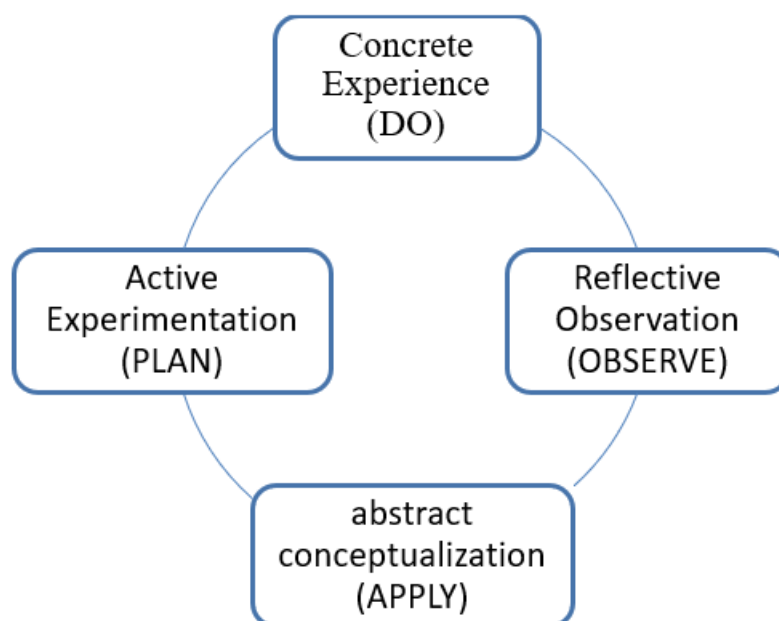 Concrete
Experience
(DO)
Active
Experimentation
(PLAN)
Reflective
Observation
(OBSERVE)
abstract
conceptualization
(APPLY)